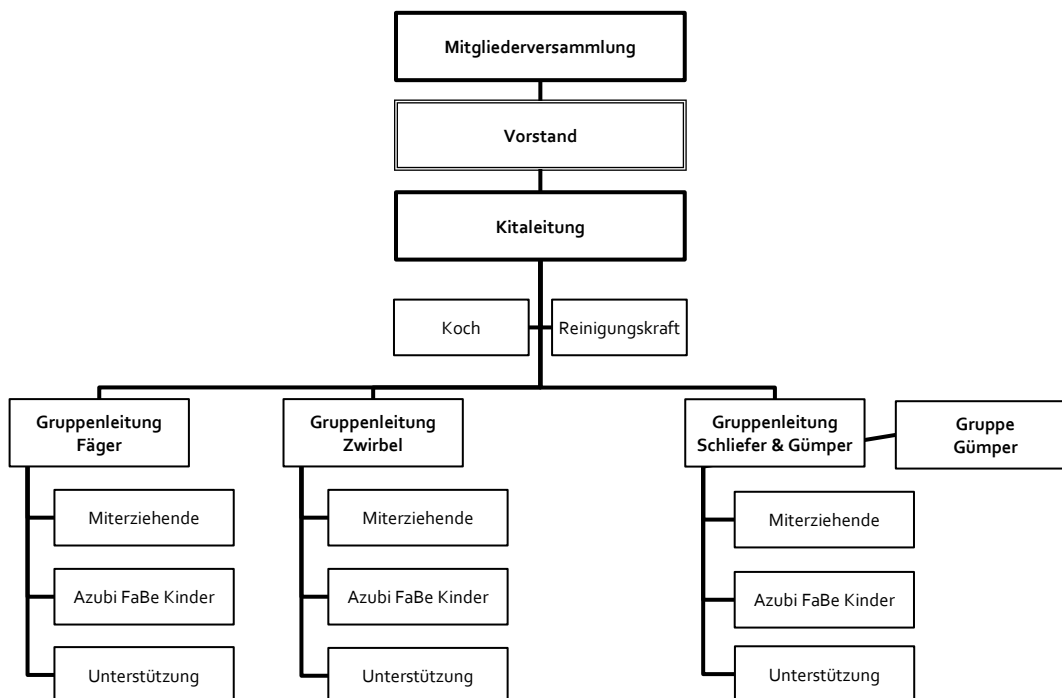 Mitgliederversammlung
Vorstand
Kitaleitung
Koch
Reinigungskraft
Gruppenleitung
Fäger
Gruppenleitung
Zwirbel
Gruppenleitung
Schliefer & Gümper
Gruppe
Gümper
Miterziehende
Miterziehende
Miterziehende
Azubi FaBe Kinder
Azubi FaBe Kinder
Azubi FaBe Kinder
Unterstützung
Unterstützung
Unterstützung